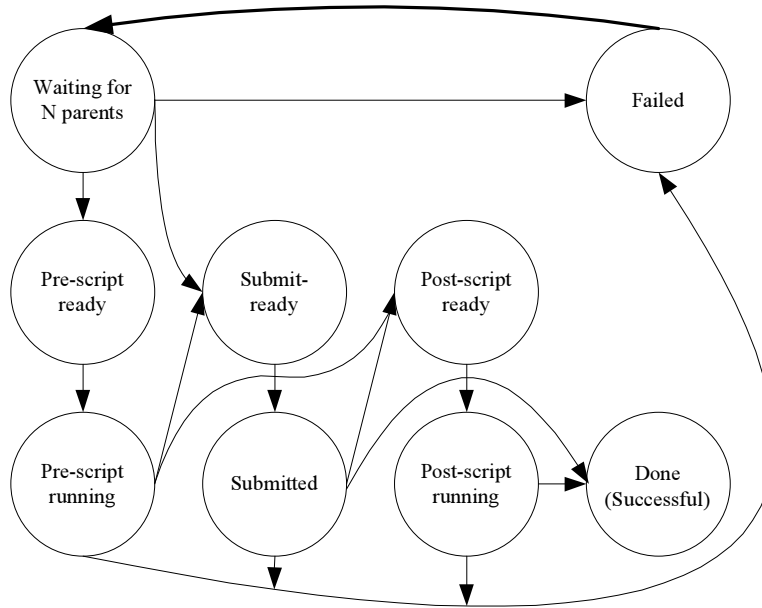 Waiting for
N parents
Failed
Pre-script
ready
Submit-
ready
Post-script
ready
Pre-script
running
Submitted
Post-script
running
Done
(Successful)